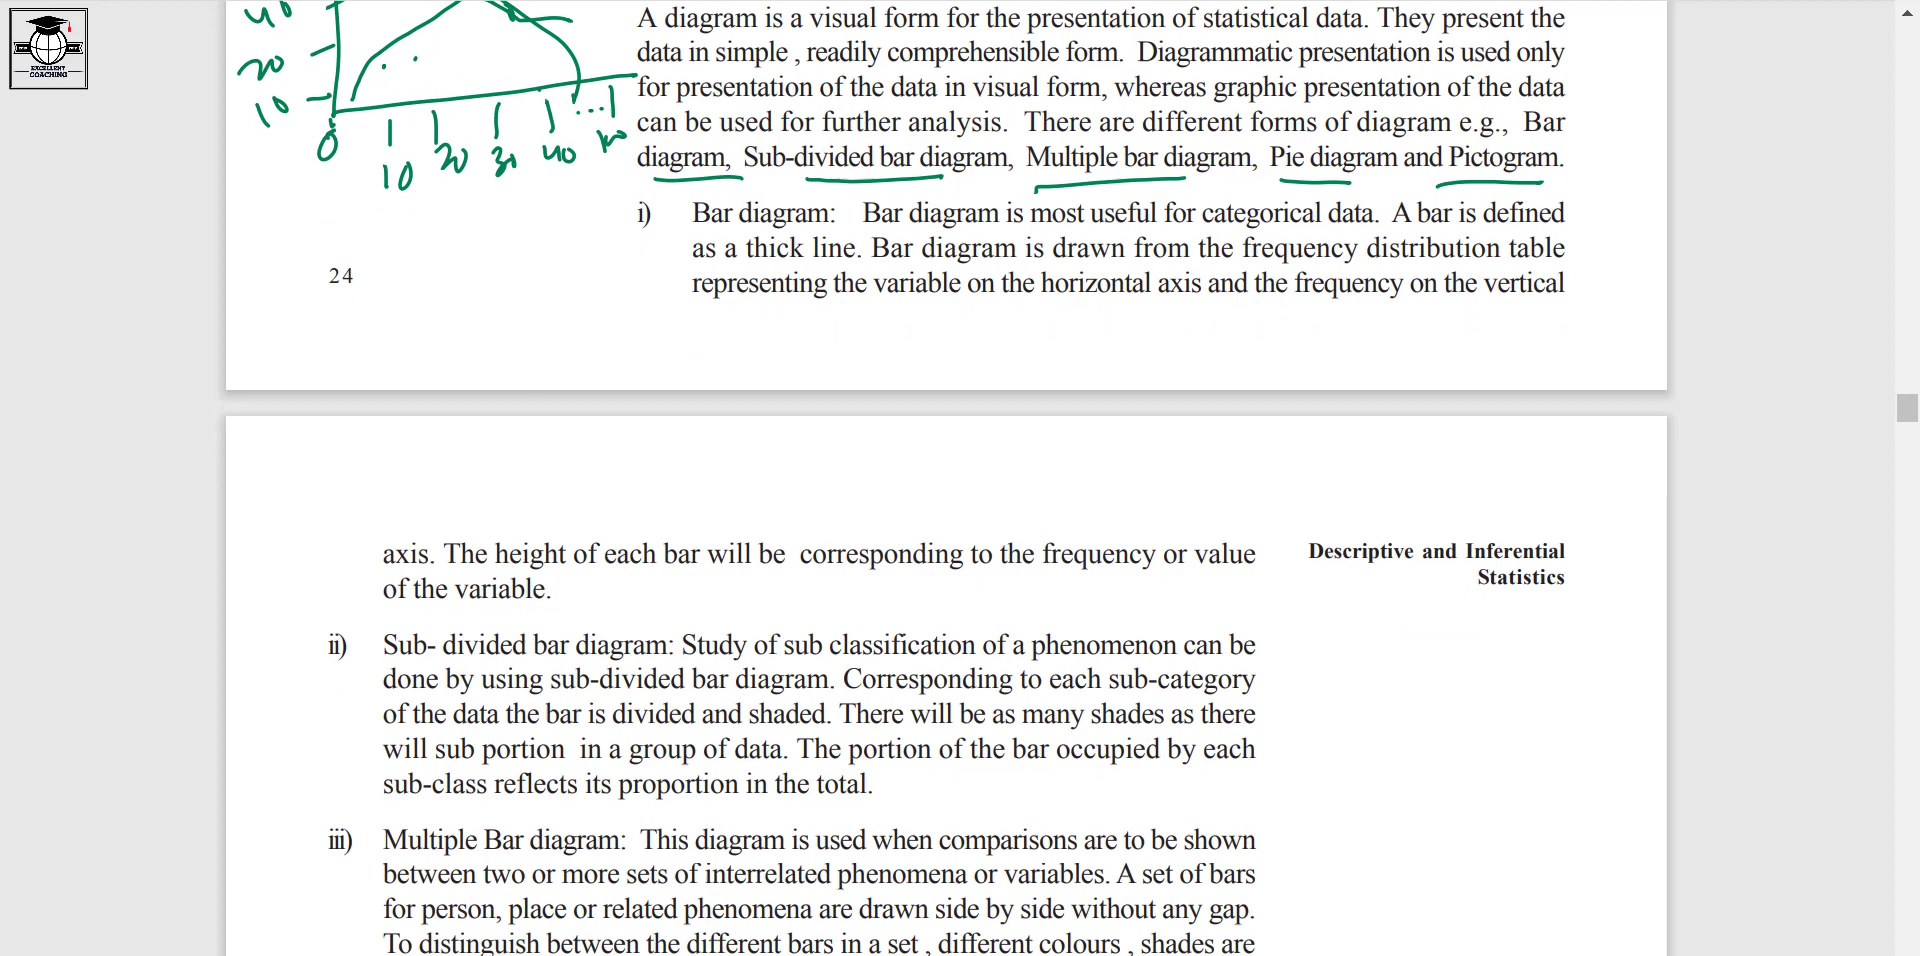 EXCELLENT
COACHING
40
20
10
0
10
20
30
40
A diagram is a visual form for the presentation of statistical data. They present the
data in simple , readily comprehensible form. Diagrammatic presentation is used only
for presentation of the data in visual form, whereas graphic presentation of the data
can be used for further analysis. There are different forms of diagram e.g., Bar
diagram, Sub-divided bar diagram, Multiple bar diagram, Pie diagram and Pictogram.
i) Bar diagram: Bar diagram is most useful for categorical data. A bar is defined
as a thick line. Bar diagram is drawn from the frequency distribution table
representing the variable on the horizontal axis and the frequency on the vertical
24
axis. The height of each bar will be corresponding to the frequency or value
of the variable.
Descriptive and Inferential
Statistics
ii) Sub- divided bar diagram: Study of sub classification of a phenomenon can be
done by using sub-divided bar diagram. Corresponding to each sub-category
of the data the bar is divided and shaded. There will be as many shades as there
will sub portion in a group of data. The portion of the bar occupied by each
sub-class reflects its proportion in the total.
iii) Multiple Bar diagram: This diagram is used when comparisons are to be shown
between two or more sets of interrelated phenomena or variables. A set of bars
for person, place or related phenomena are drawn side by side without any gap.
To distinguish between the different bars in a set , different colours , shades are